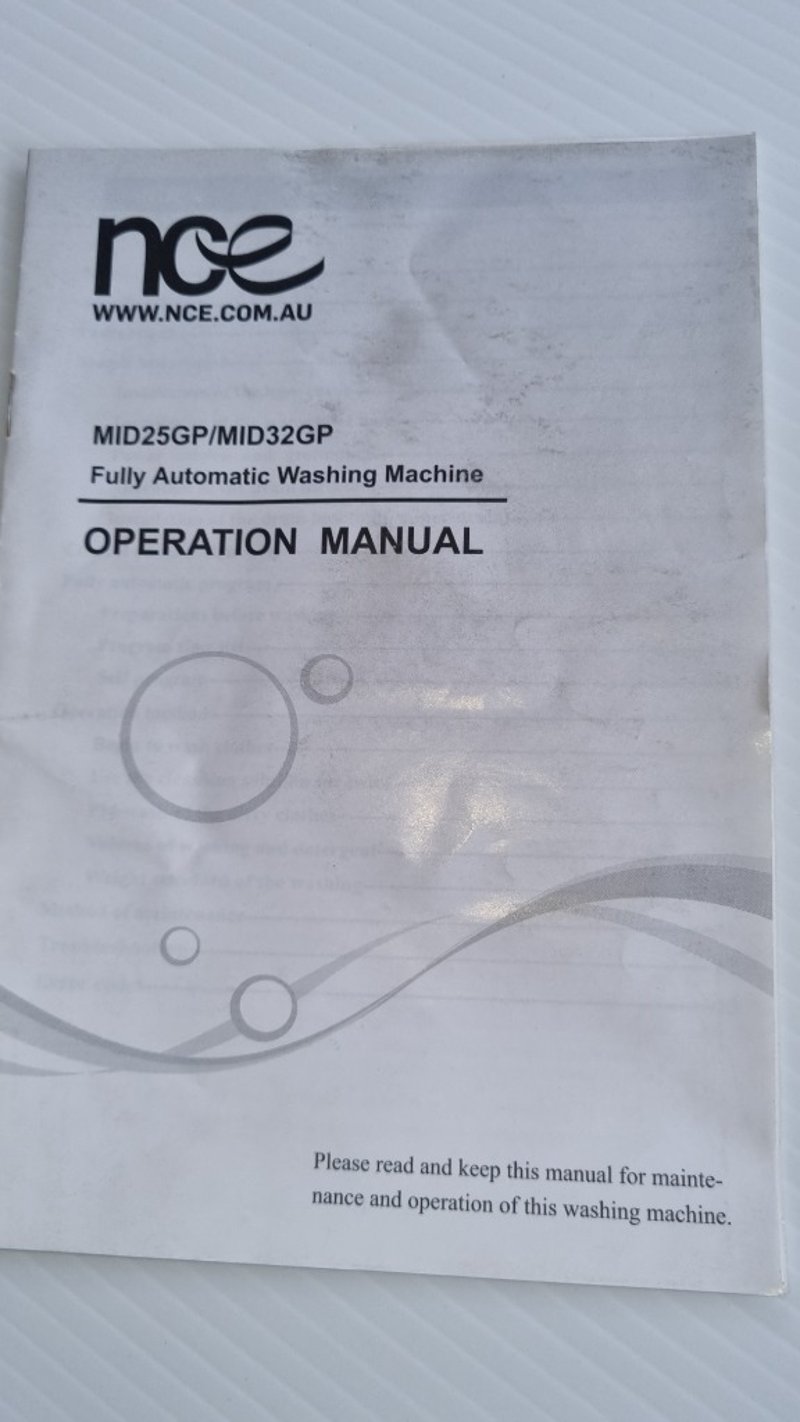 nce
WWW.NCE.COM.AU
MID25GP/MID32GP
Fully Automatic Washing Machine
OPERATION MANUAL
Please read and keep this manual for mainte-
nance and operation of this washing machine.